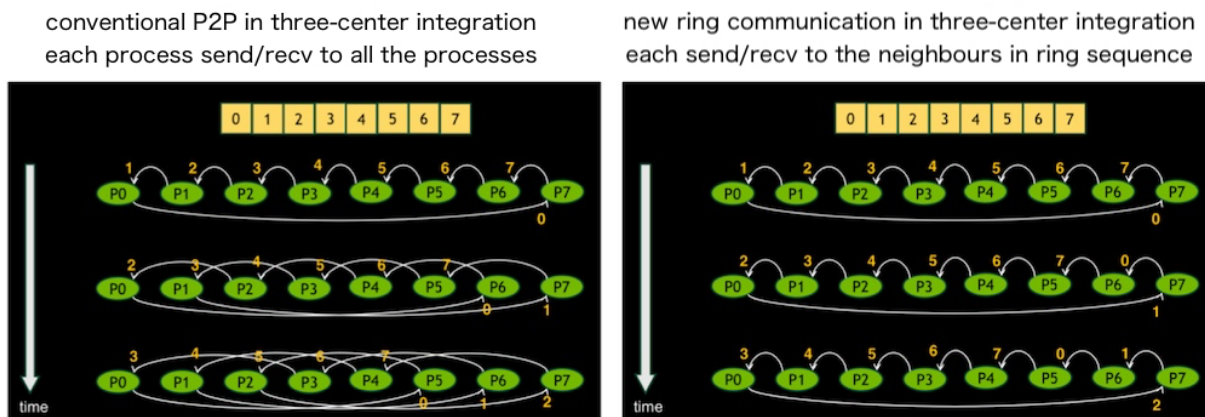 conventional P2P in three-center integration
each process send/recv to all the processes
0 1 2 3 4 5 6 7
1 2 3 4 5 6 7
P0 P1 P2 P3 P4 P5 P6 P7
0
2 3 4 5 6 7
P0 P1 P2 P3 P4 P5 P6 P7
0 1
3 4 5 6 7
P0 P1 P2 P3 P4 P5 P6 P7
0 1 2
time
new ring communication in three-center integration
each send/recv to the neighbours in ring sequence
0 1 2 3 4 5 6 7
1 2 3 4 5 6 7
P0 P1 P2 P3 P4 P5 P6 P7
0
2 3 4 5 6 7 0
P0 P1 P2 P3 P4 P5 P6 P7
1
3 4 5 6 7 0 1
P0 P1 P2 P3 P4 P5 P6 P7
2
time